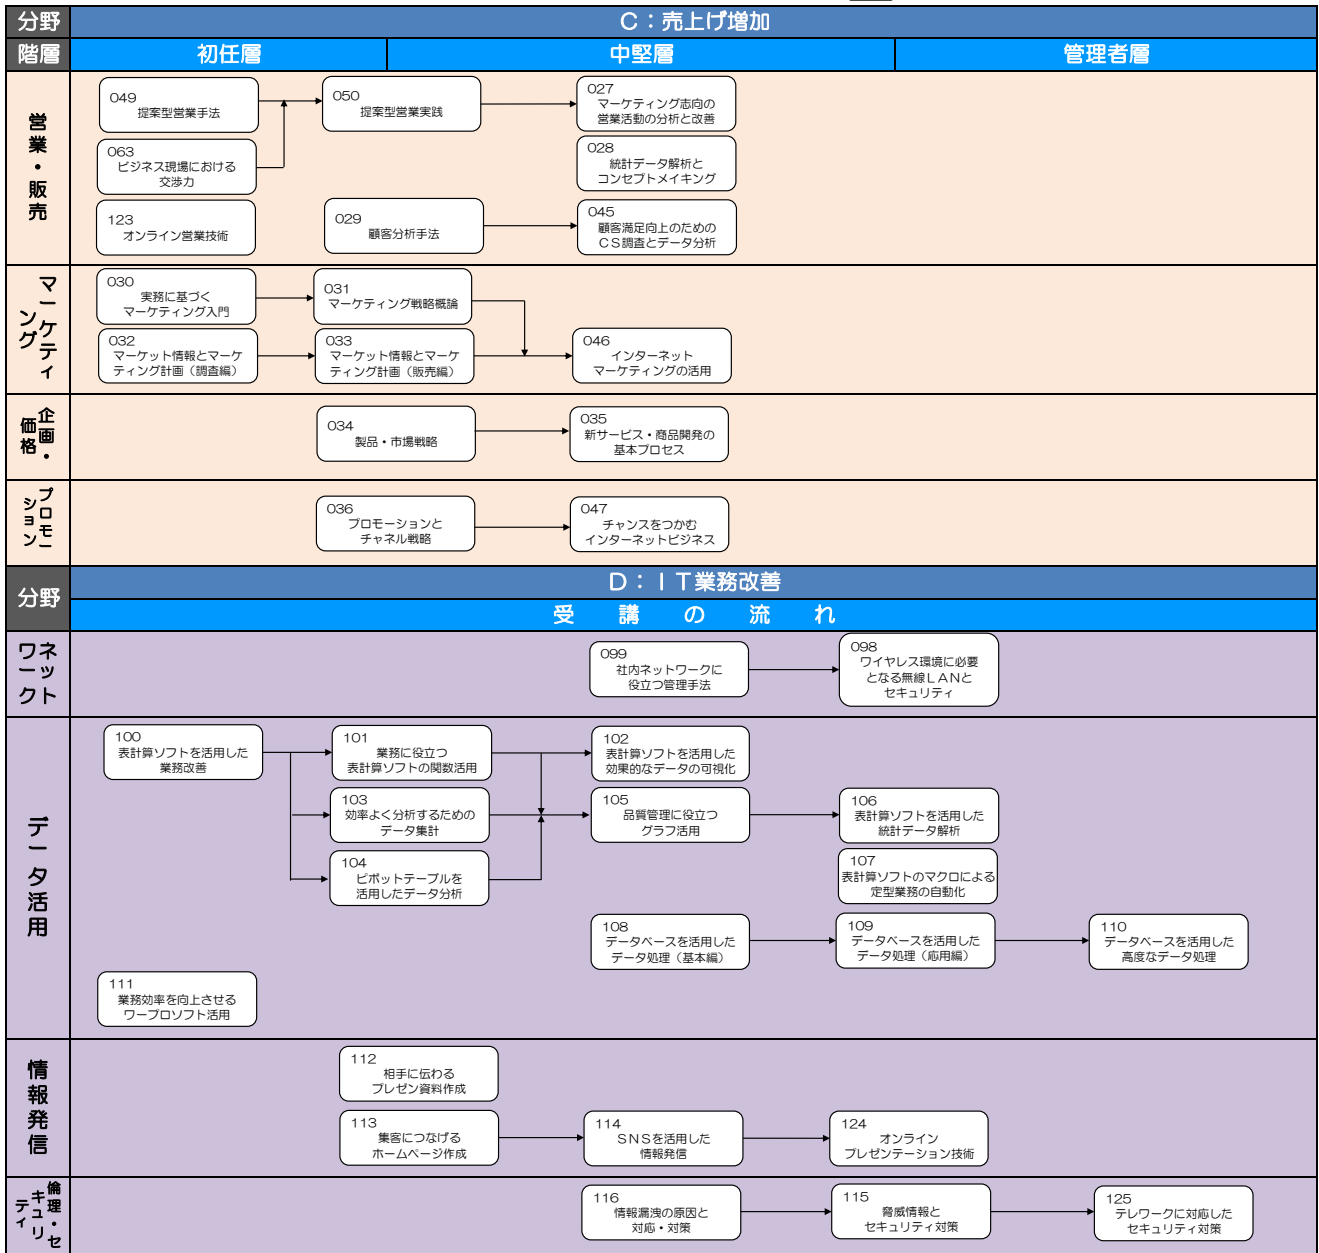 分野
C：売上げ増加
階層
初任層
中堅層
管理者層
営業・販売
049
提案型営業手法
050
提案型営業実践
027
マーケティング志向の
営業活動の分析と改善
063
ビジネス現場における
交渉力
028
統計データ解析と
コンセプトメイキング
123
オンライン営業技術
029
顧客分析手法
045
顧客満足向上のための
ＣＳ調査とデータ分析
マーケティ
ング
030
実務に基づく
マーケティング入門
031
マーケティング戦略概論
032
マーケット情報とマーケ
ティング計画（調査編）
033
マーケット情報とマーケ
ティング計画（販売編）
046
インターネット
マーケティングの活用
企画・
価格
034
製品・市場戦略
035
新サービス・商品開発の
基本プロセス
プロモー
ション
036
プロモーションと
チャネル戦略
047
チャンスをつかむ
インターネットビジネス
分野
D：ＩＴ業務改善
受講の流れ
ネット
ワーク
099
社内ネットワークに
役立つ管理手法
098
ワイヤレス環境に必要
となる無線ＬＡＮと
セキュリティ
データ活用
100
表計算ソフトを活用した
業務改善
101
業務に役立つ
表計算ソフトの関数活用
102
表計算ソフトを活用した
効果的なデータの可視化
103
効率よく分析するための
データ集計
105
品質管理に役立つ
グラフ活用
106
表計算ソフトを活用した
統計データ解析
104
ピボットテーブルを
活用したデータ分析
107
表計算ソフトのマクロによる
定型業務の自動化
108
データベースを活用した
データ処理（基本編）
109
データベースを活用した
データ処理（応用編）
110
データベースを活用した
高度なデータ処理
111
業務効率を向上させる
ワープロソフト活用
情報発信
112
相手に伝わる
プレゼン資料作成
113
集客につなげる
ホームページ作成
114
ＳＮＳを活用した
情報発信
124
オンライン
プレゼンテーション技術
倫理・セ
キュリ
ティ
116
情報漏洩の原因と
対応・対策
115
脅威情報と
セキュリティ対策
125
テレワークに対応した
セキュリティ対策